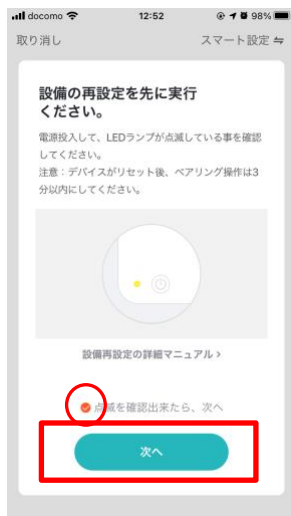 docomo 12:52 98%
取り消し スマート設定 ⇋
設備の再設定を先に実行
ください。
電源投入して、LEDランプが点滅している事を確認
してください。
注意：デバイスがリセット後、ペアリング操作は3
分以内にしてください。
設備再設定の詳細マニュアル >
点滅を確認出来たら、次へ
次へ